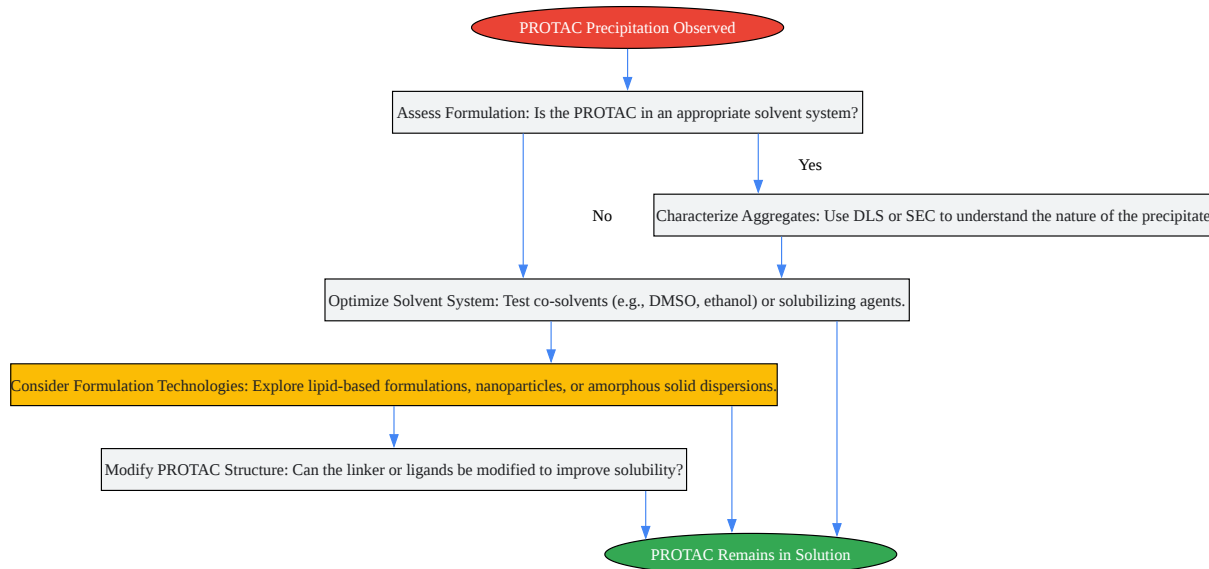 PROTAC Precipitation Observed
Assess Formulation: Is the PROTAC in an appropriate solvent system?
Yes
Characterize Aggregates: Use DLS or SEC to understand the nature of the precipitate
No
Optimize Solvent System: Test co-solvents (e.g., DMSO, ethanol) or solubilizing agents.
Consider Formulation Technologies: Explore lipid-based formulations, nanoparticles, or amorphous solid dispersions.
Modify PROTAC Structure: Can the linker or ligands be modified to improve solubility?
PROTAC Remains in Solution